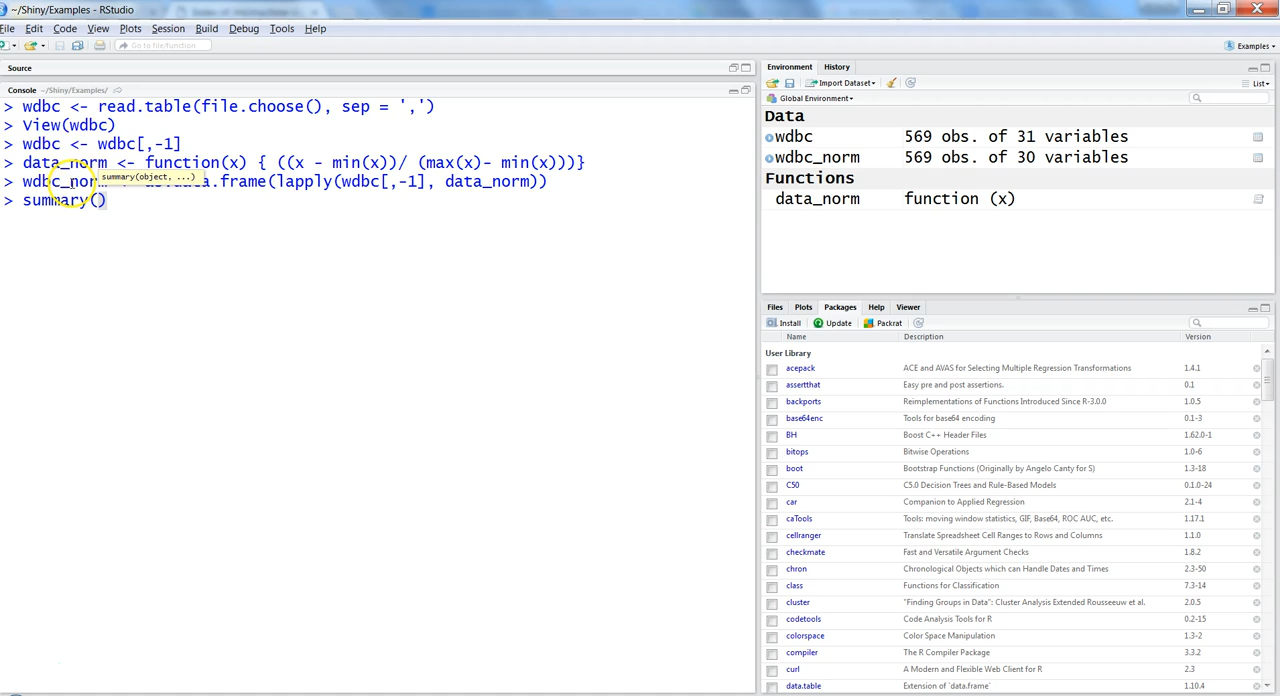 ~/Shiny/Examples - RStudio
File Edit Code View Plots Session Build Debug Tools Help
Go to file/function Examples
Source
Console ~/Shiny/Examples/
> wdbc <- read.table(file.choose(), sep = ',')
> View(wdbc)
> wdbc <- wdbc[,-1]
> data_norm <- function(x) { ((x - min(x))/ (max(x)- min(x)))}
summary(object, ...)
> wdbc_norm <- as.data.frame(lapply(wdbc[,-1], data_norm))
> summary()
Environment History
Import Dataset List
Global Environment
Data
wdbc 569 obs. of 31 variables
wdbc_norm 569 obs. of 30 variables
Functions
data_norm function (x)
Files Plots Packages Help Viewer
Install Update Packrat
Name Description Version
User Library
acepack ACE and AVAS for Selecting Multiple Regression Transformations 1.4.1
assertthat Easy pre and post assertions. 0.1
backports Reimplementations of Functions Introduced Since R-3.0.0 1.0.5
base64enc Tools for base64 encoding 0.1-3
BH Boost C++ Header Files 1.62.0-1
bitops Bitwise Operations 1.0-6
boot Bootstrap Functions (Originally by Angelo Canty for S) 1.3-18
C50 C5.0 Decision Trees and Rule-Based Models 0.1.0-24
car Companion to Applied Regression 2.1-4
caTools Tools: moving window statistics, GIF, Base64, ROC AUC, etc. 1.17.1
cellranger Translate Spreadsheet Cell Ranges to Rows and Columns 1.1.0
checkmate Fast and Versatile Argument Checks 1.8.2
chron Chronological Objects which can Handle Dates and Times 2.3-50
class Functions for Classification 7.3-14
cluster "Finding Groups in Data": Cluster Analysis Extended Rousseeuw et al. 2.0.5
codetools Code Analysis Tools for R 0.2-15
colorspace Color Space Manipulation 1.3-2
compiler The R Compiler Package 3.3.2
curl A Modern and Flexible Web Client for R 2.3
data.table Extension of `data.frame` 1.10.4